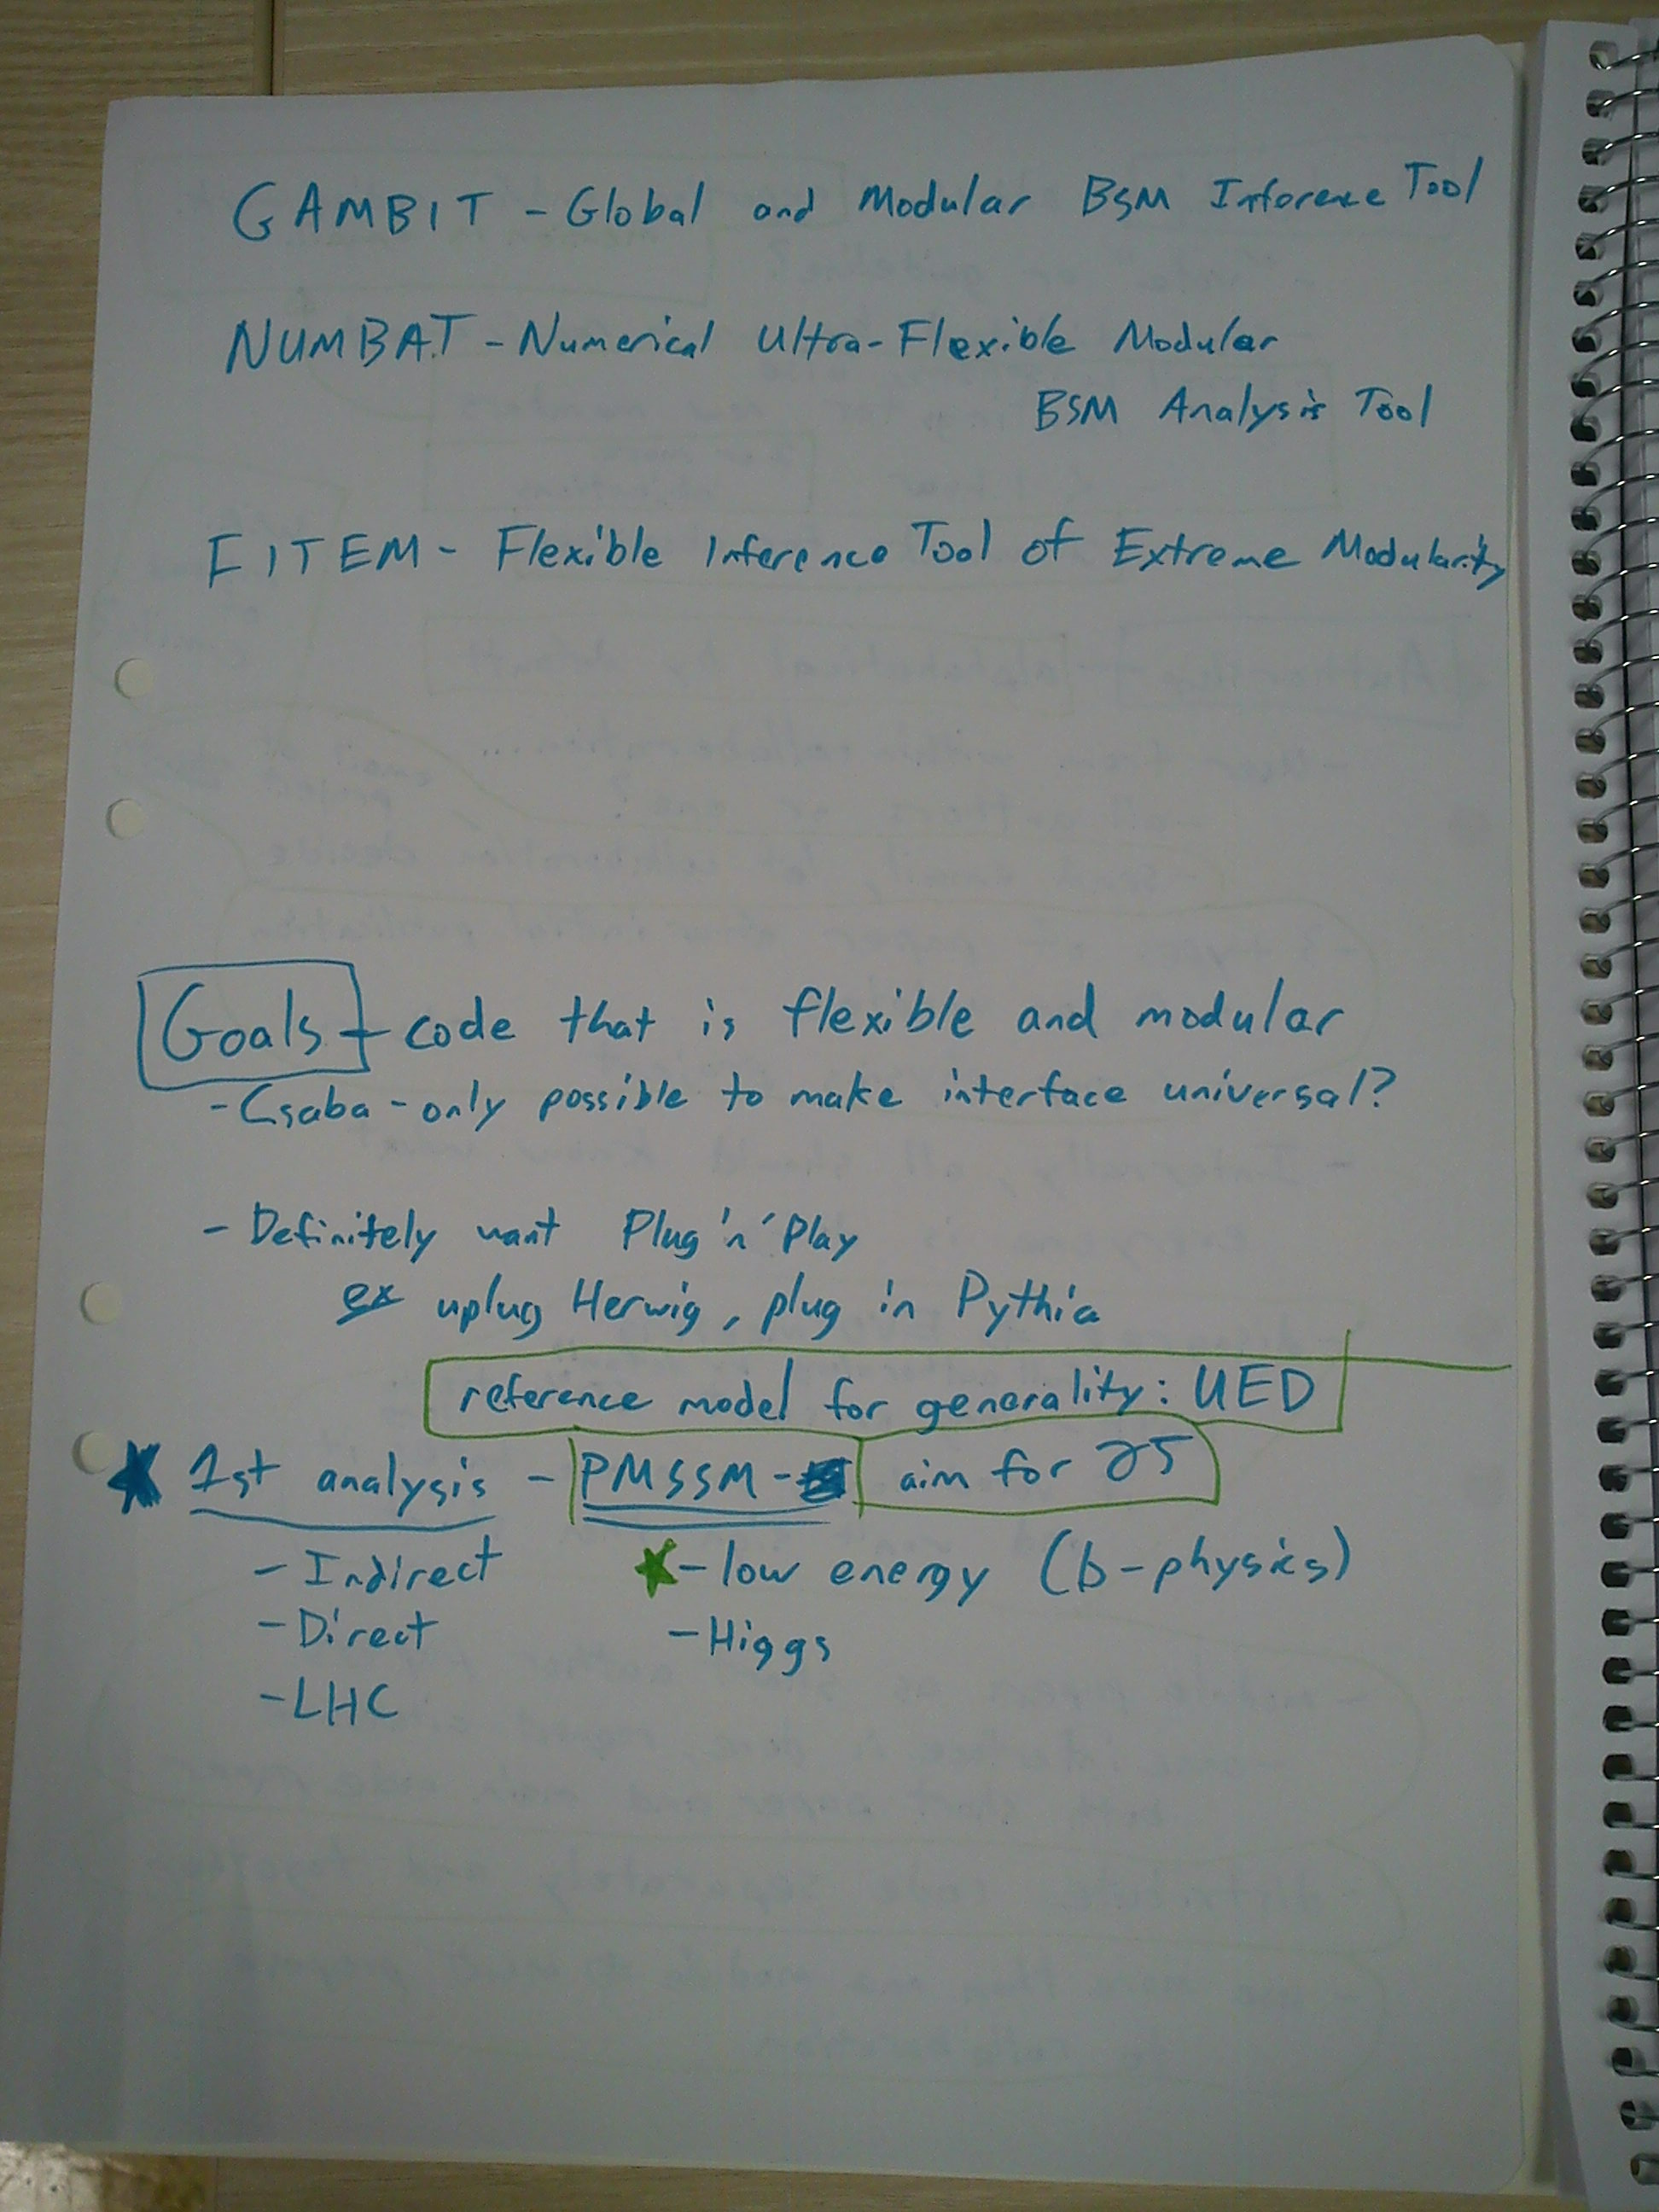 GAMBIT - Global and Modular BSM Inference Tool
NUMBAT - Numerical Ultra-Flexible Modular
BSM Analysis Tool
FITEM - Flexible Inference Tool of Extreme Modularity
Goals - code that is flexible and modular
- Csaba - only possible to make interface universal?
- Definitely want Plug 'n' Play
ex uplug Herwig, plug in Pythia
reference model for generality: UED
1st analysis - PMSSM - aim for 25
- Indirect - low energy (b-physics)
- Direct - Higgs
- LHC